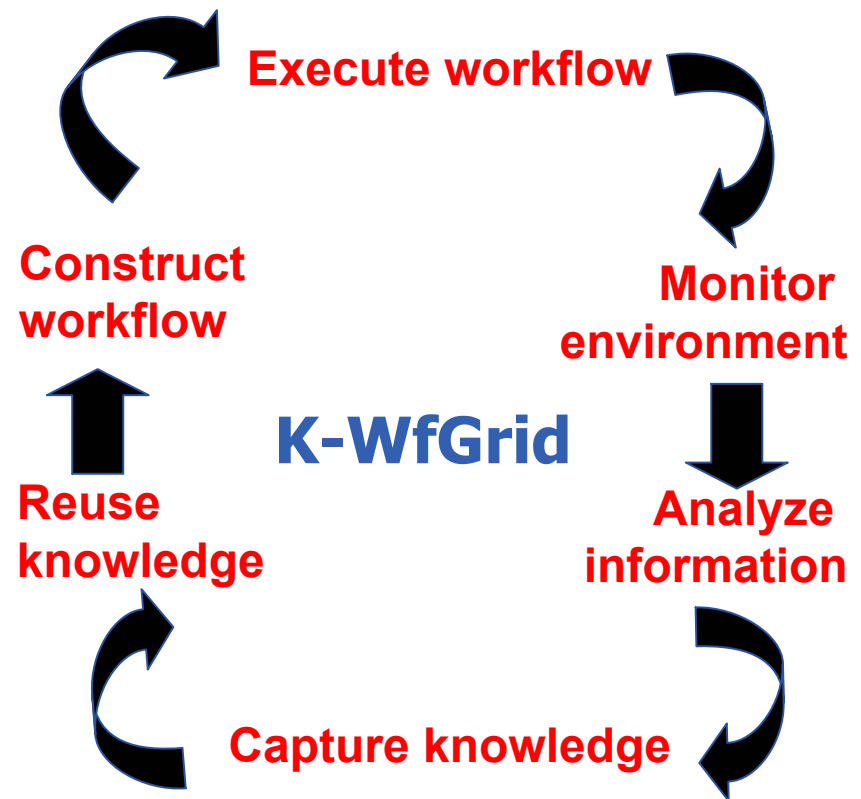 Execute workflow
Construct
workflow
Monitor
environment
K-WfGrid
Reuse
knowledge
Analyze
information
Capture knowledge